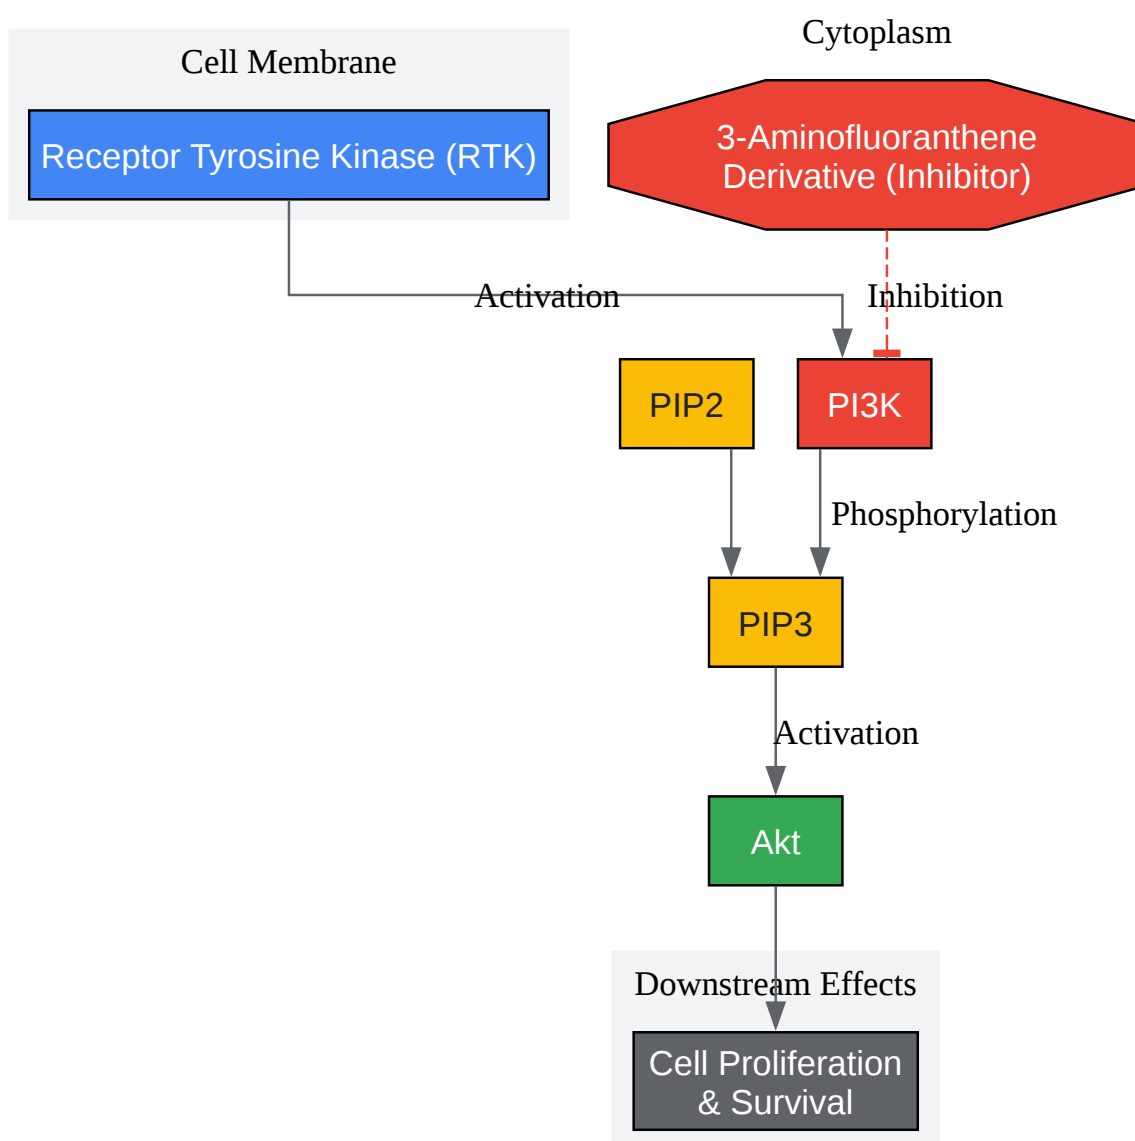 Cell Membrane
Receptor Tyrosine Kinase (RTK)
Cytoplasm
3-Aminofluoranthene
Derivative (Inhibitor)
Activation
Inhibition
PIP2
PI3K
Phosphorylation
PIP3
Activation
Akt
Downstream Effects
Cell Proliferation
& Survival